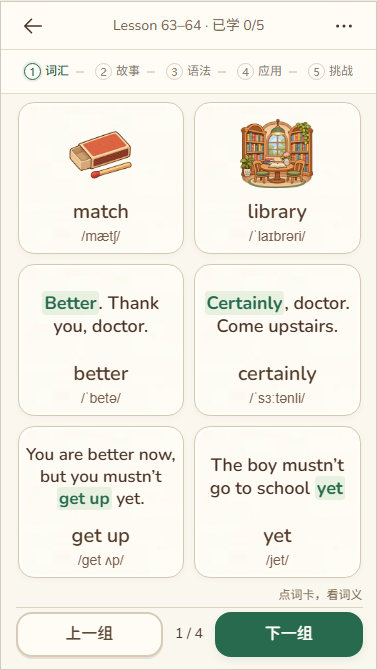 Lesson 63–64 · 已学 0/5
1 词汇 – 2 故事 – 3 语法 – 4 应用 – 5 挑战
match
/mætʃ/
library
/ˈlaɪbrəri/
Better. Thank
you, doctor.
better
/ˈbetə/
Certainly, doctor.
Come upstairs.
certainly
/ˈsɜːtənli/
You are better now,
but you mustn’t
get up yet.
get up
/get ʌp/
The boy mustn’t
go to school yet
yet
/jet/
点词卡，看词义
上一组
1 / 4
下一组